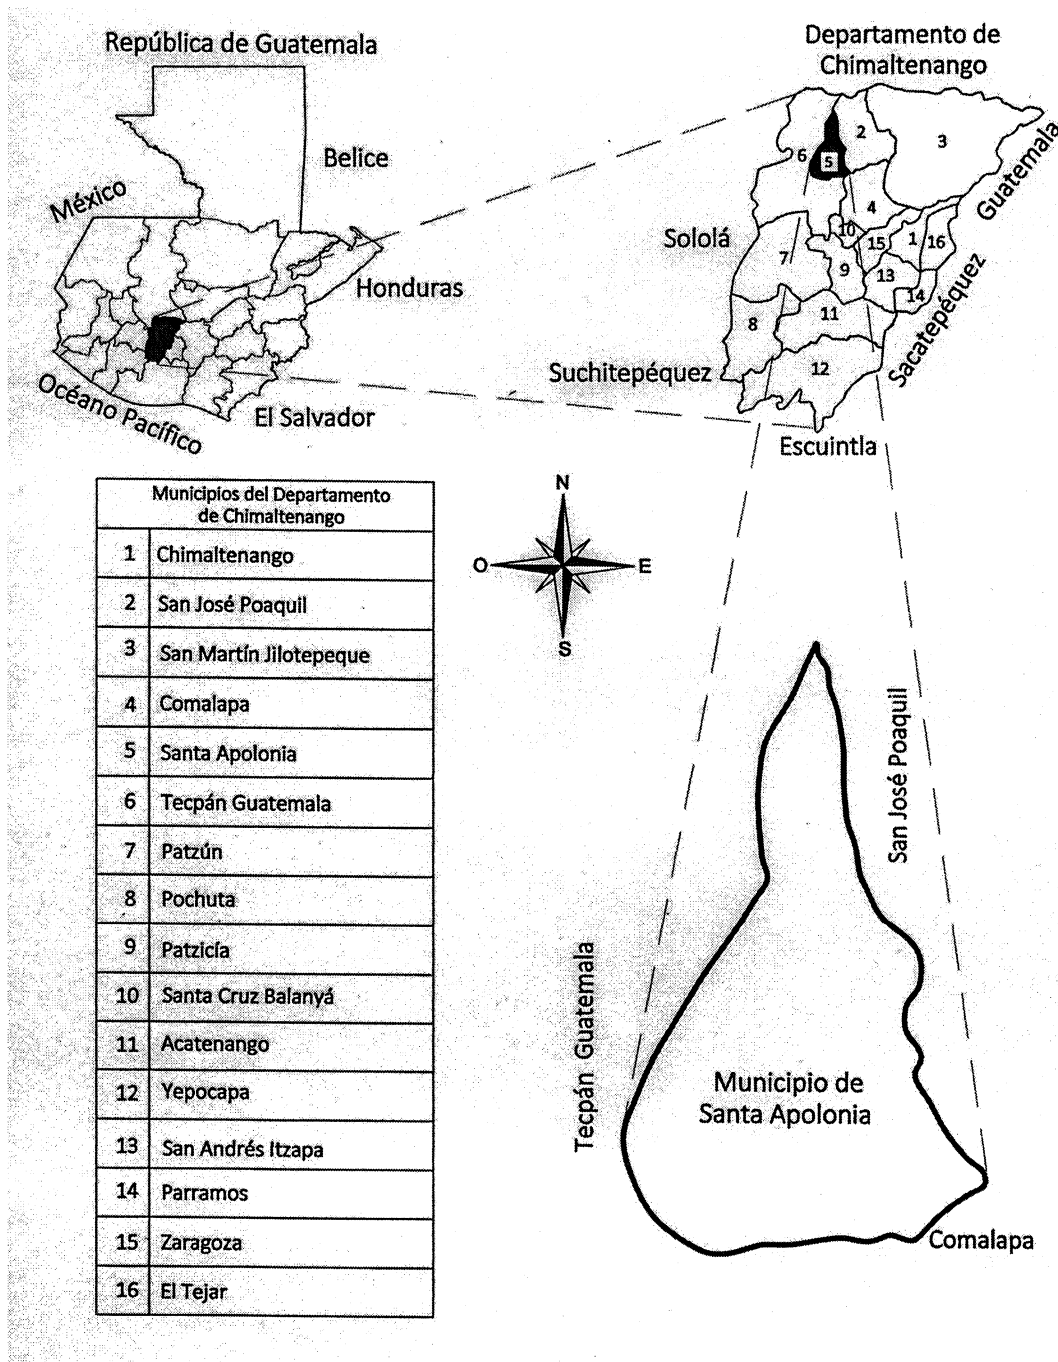 República de Guatemala
Belice
México
Honduras
El Salvador
Océano Pacífico
Departamento de
Chimaltenango
2
3
6
5
4
Guatemala
Sololá
10
15
1
16
7
9
13
14
Sacatepéquez
8
11
12
Suchitepéquez
Escuintla
Municipios del Departamento
de Chimaltenango
1 Chimaltenango
2 San José Poaquil
3 San Martín Jilotepeque
4 Comalapa
5 Santa Apolonia
6 Tecpán Guatemala
7 Patzún
8 Pochuta
9 Patzicía
10 Santa Cruz Balanyá
11 Acatenango
12 Yepocapa
13 San Andrés Itzapa
14 Parramos
15 Zaragoza
16 El Tejar
N
O
E
S
San José Poaquil
Tecpán Guatemala
Municipio de
Santa Apolonia
Comalapa